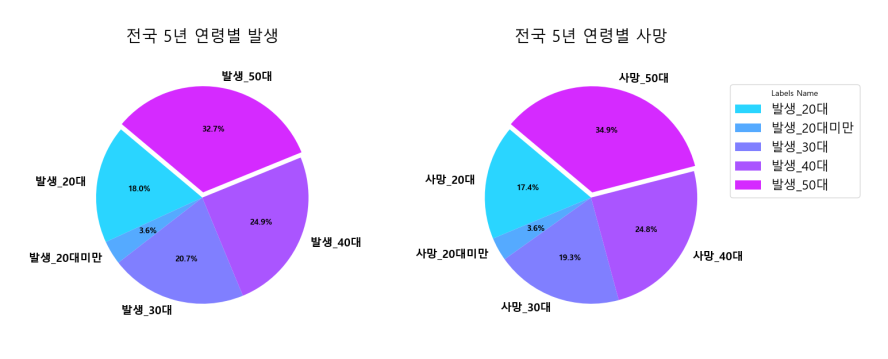 전국 5년 연령별 발생
발생_50대
32.7%
발생_20대
18.0%
24.9%
3.6%
발생_40대
발생_20대미만
20.7%
발생_30대
전국 5년 연령별 사망
사망_50대
34.9%
사망_20대
17.4%
3.6%
24.8%
사망_20대미만
19.3%
사망_40대
사망_30대
Labels Name
발생_20대
발생_20대미만
발생_30대
발생_40대
발생_50대